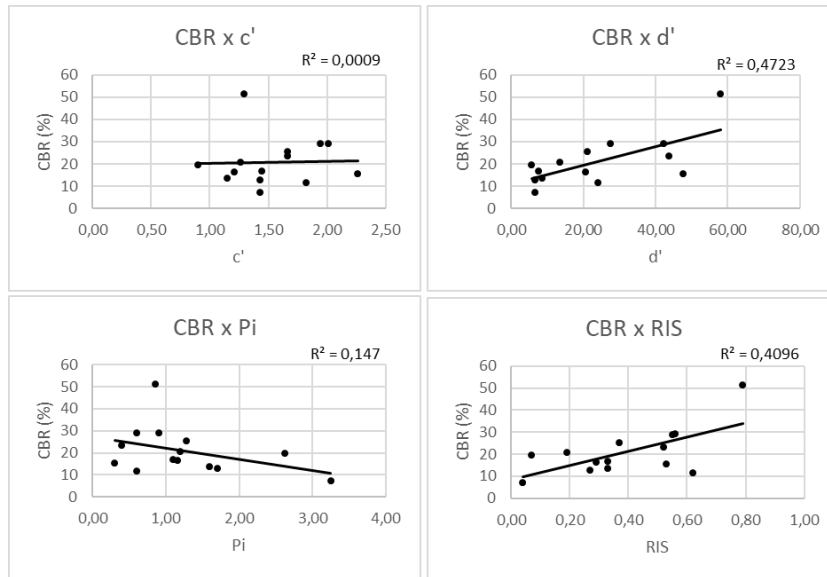 CBR x c'
R² = 0,0009
CBR (%)
60
50
40
30
20
10
0
0,00 0,50 1,00 1,50 2,00 2,50
c'
CBR x d'
R² = 0,4723
CBR (%)
60
50
40
30
20
10
0
0,00 20,00 40,00 60,00 80,00
d'
CBR x Pi
R² = 0,147
CBR (%)
60
50
40
30
20
10
0
0,00 1,00 2,00 3,00 4,00
Pi
CBR x RIS
R² = 0,4096
CBR (%)
60
50
40
30
20
10
0
0,00 0,20 0,40 0,60 0,80 1,00
RIS